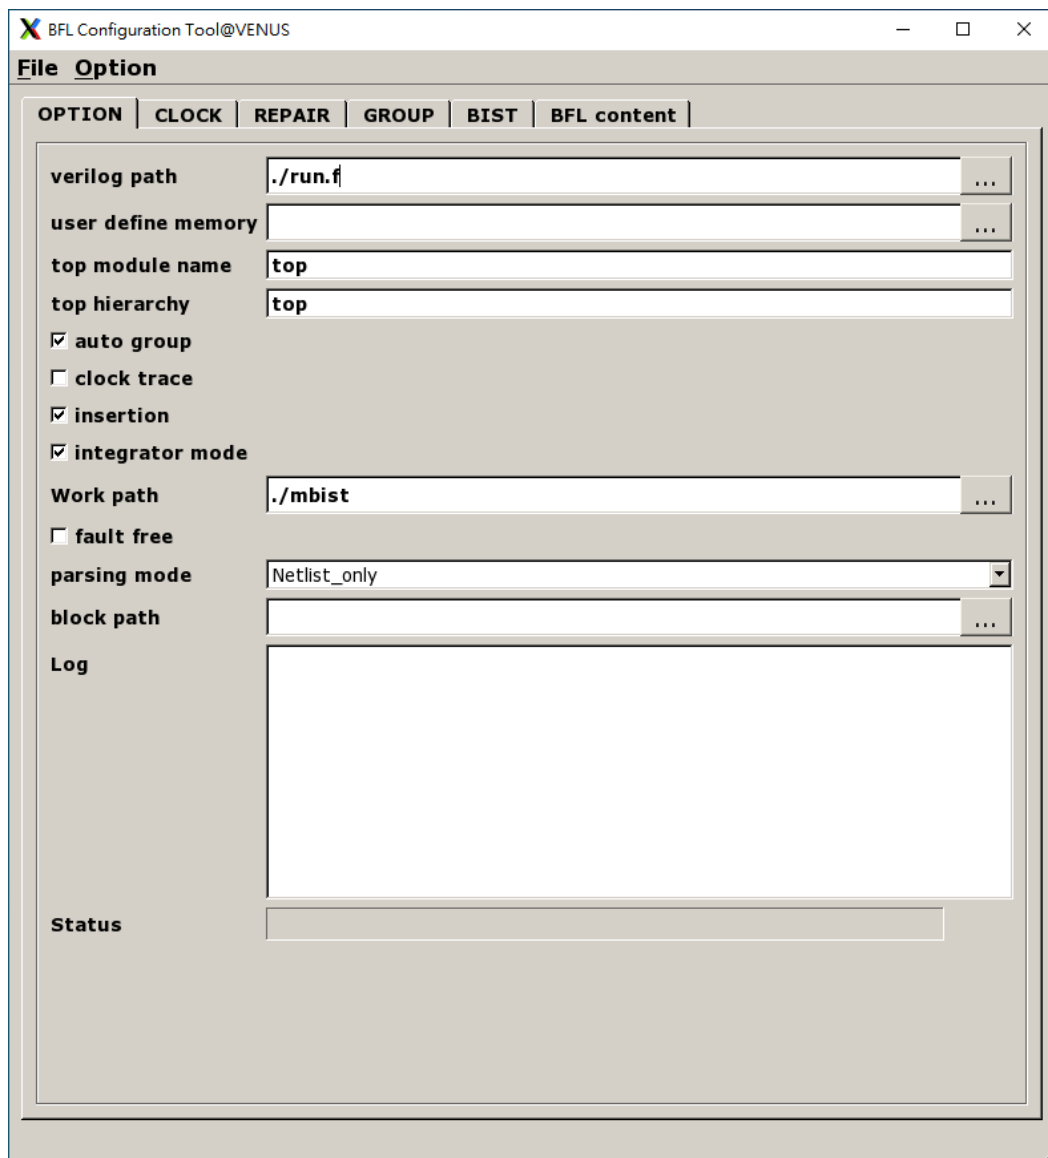 BFL Configuration Tool@VENUS
File Option
OPTION CLOCK REPAIR GROUP BIST BFL content
verilog path ./run.f ...
user define memory ...
top module name top
top hierarchy top
auto group
clock trace
insertion
integrator mode
Work path ./mbist ...
fault free
parsing mode Netlist_only
block path ...
Log
Status